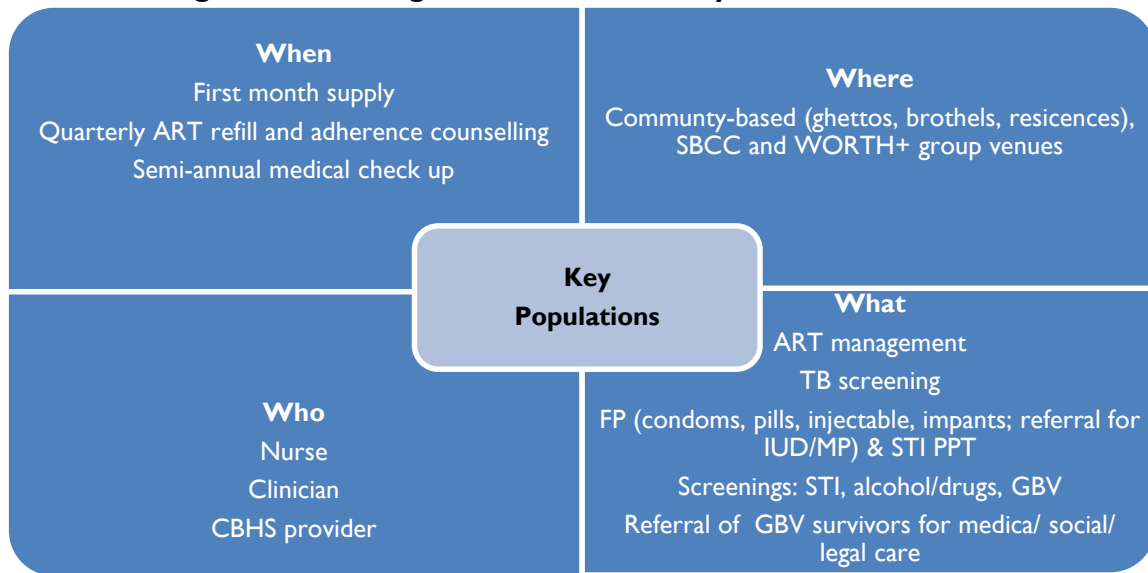 When
First month supply
Quarterly ART refill and adherence counselling
Semi-annual medical check up
Where
Communty-based (ghettos, brothels, resicences),
SBCC and WORTH+ group venues
Key
Populations
Who
Nurse
Clinician
CBHS provider
What
ART management
TB screening
FP (condoms, pills, injectable, impants; referral for
IUD/MP) & STI PPT
Screenings: STI, alcohol/drugs, GBV
Referral of GBV survivors for medica/ social/
legal care